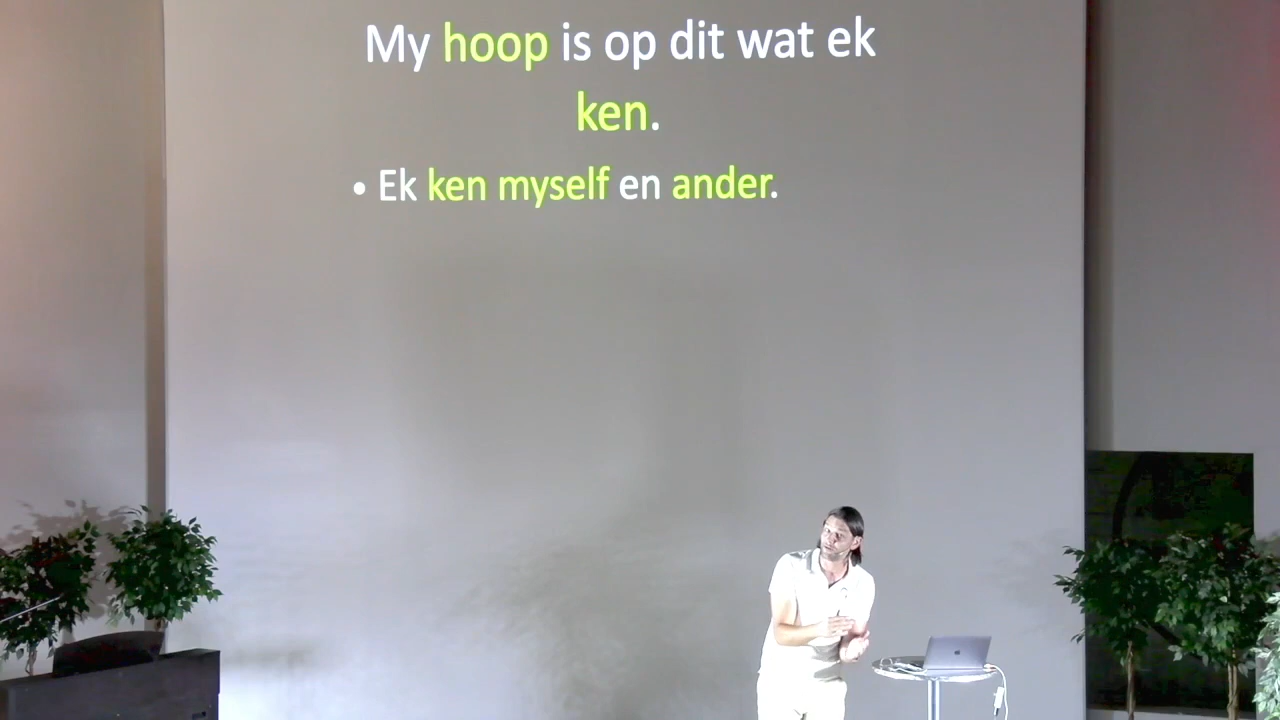 My hoop is op dit wat ek
ken.
• Ek ken myself en ander.